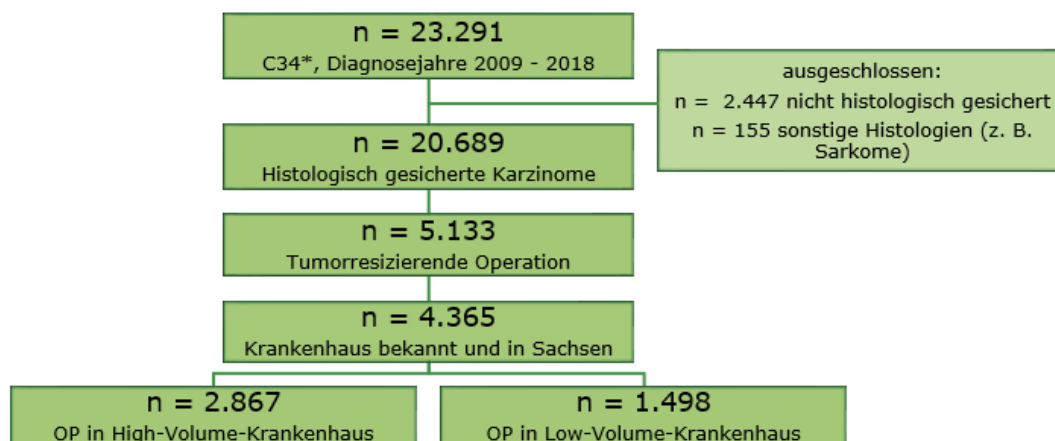 n = 23.291
C34*, Diagnosejahre 2009 - 2018
ausgeschlossen:
n =  2.447 nicht histologisch gesichert
n = 155 sonstige Histologien (z. B.
Sarkome)
n = 20.689
Histologisch gesicherte Karzinome
n = 5.133
Tumorresizierende Operation
n = 4.365
Krankenhaus bekannt und in Sachsen
n = 2.867
OP in High-Volume-Krankenhaus
n = 1.498
OP in Low-Volume-Krankenhaus